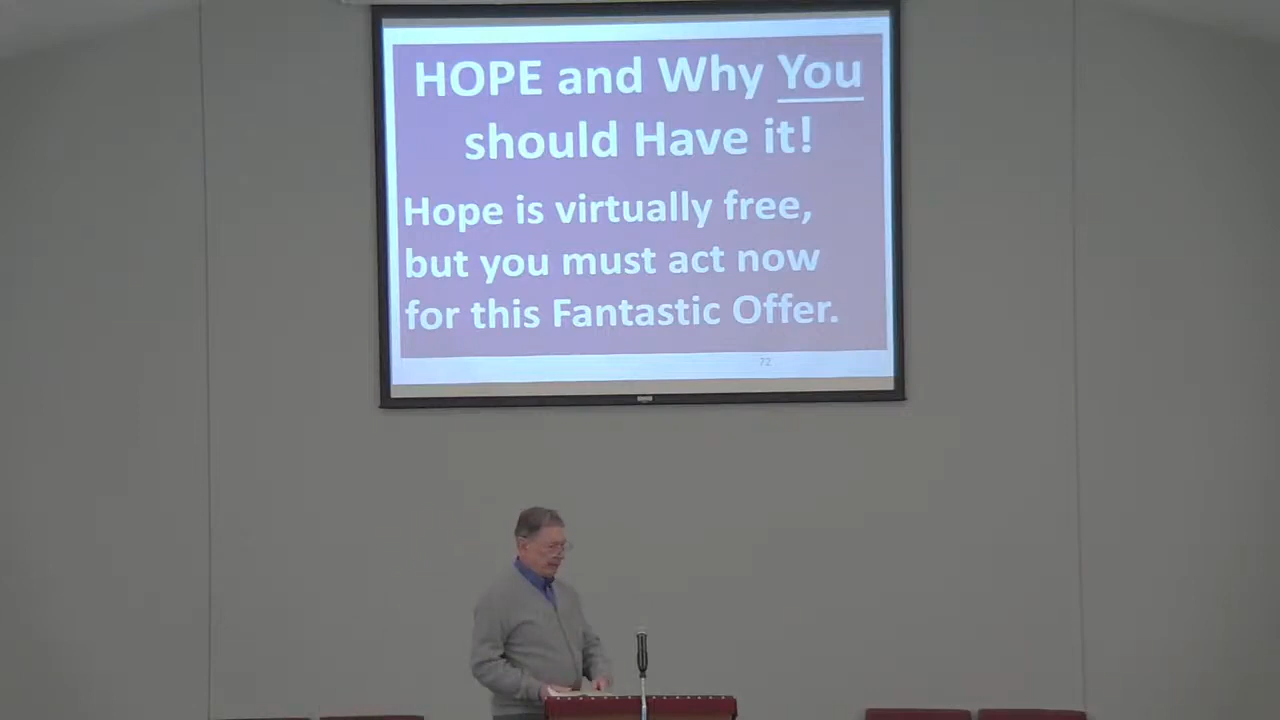 HOPE and Why You
should Have it!
Hope is virtually free,
but you must act now
for this Fantastic Offer.
72